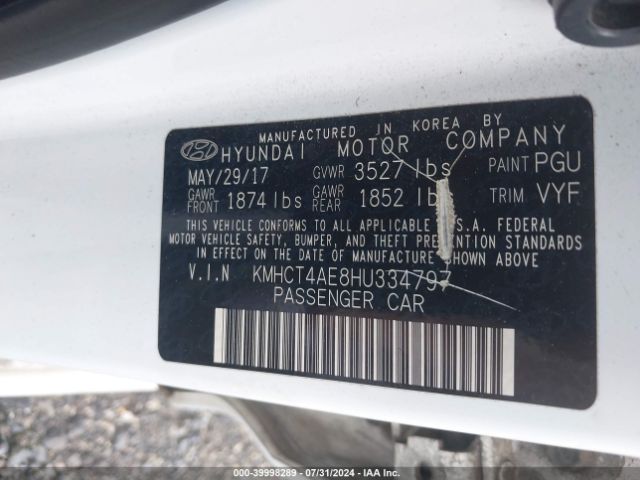 MANUFACTURED IN KOREA BY
HYUNDAI MOTOR COMPANY
MAY/29/17 GVWR 3527 lbs PAINT PGU
GAWR FRONT 1874 lbs GAWR REAR 1852 lbs TRIM VYF
THIS VEHICLE CONFORMS TO ALL APPLICABLE U.S.A. FEDERAL
MOTOR VEHICLE SAFETY, BUMPER, AND THEFT PREVENTION STANDARDS
IN EFFECT ON THE DATE OF MANUFACTURE SHOWN ABOVE.
V.I.N KMHCT4AE8HU334797
PASSENGER CAR
000-39998289 - 07/31/2024 - IAA Inc.